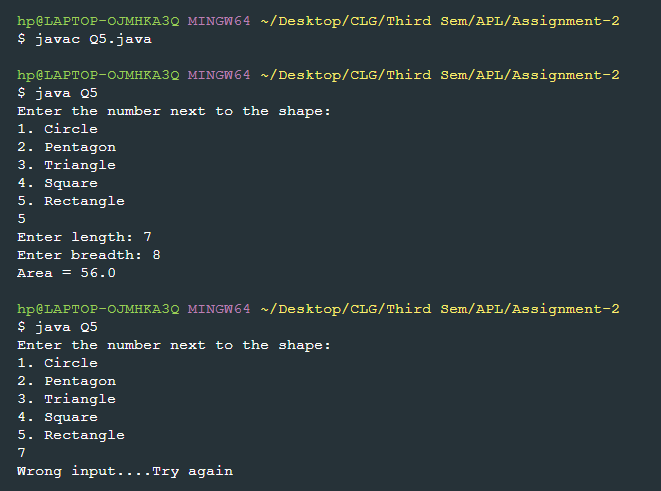 hp@LAPTOP-OJMHKA3Q MINGW64 ~/Desktop/CLG/Third Sem/APL/Assignment-2
$ javac Q5.java
hp@LAPTOP-OJMHKA3Q MINGW64 ~/Desktop/CLG/Third Sem/APL/Assignment-2
$ java Q5
Enter the number next to the shape:
1. Circle
2. Pentagon
3. Triangle
4. Square
5. Rectangle
5
Enter length: 7
Enter breadth: 8
Area = 56.0
hp@LAPTOP-OJMHKA3Q MINGW64 ~/Desktop/CLG/Third Sem/APL/Assignment-2
$ java Q5
Enter the number next to the shape:
1. Circle
2. Pentagon
3. Triangle
4. Square
5. Rectangle
7
Wrong input....Try again